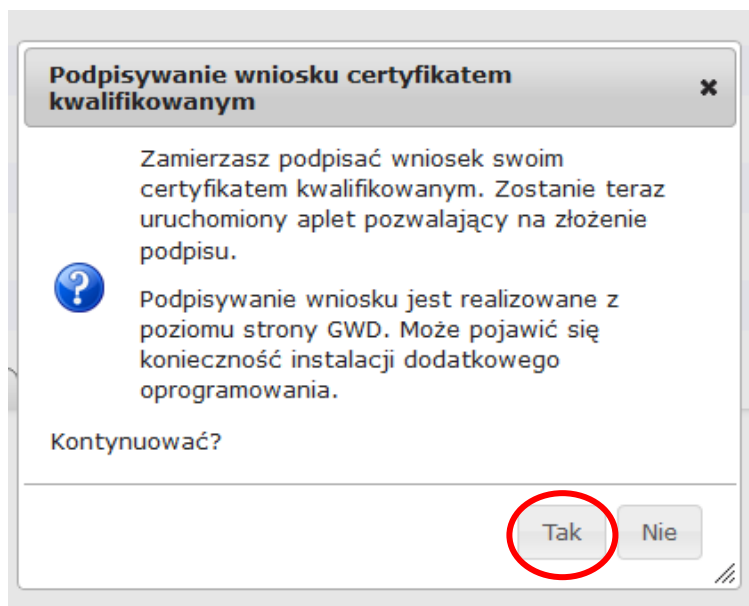 Podpisywanie wniosku certyfikatem
kwalifikowanym
Zamierzasz podpisać wniosek swoim
certyfikatem kwalifikowanym. Zostanie teraz
uruchomiony aplet pozwalający na złożenie
podpisu.
Podpisywanie wniosku jest realizowane z
poziomu strony GWD. Może pojawić się
konieczność instalacji dodatkowego
oprogramowania.
Kontynuować?
Tak Nie